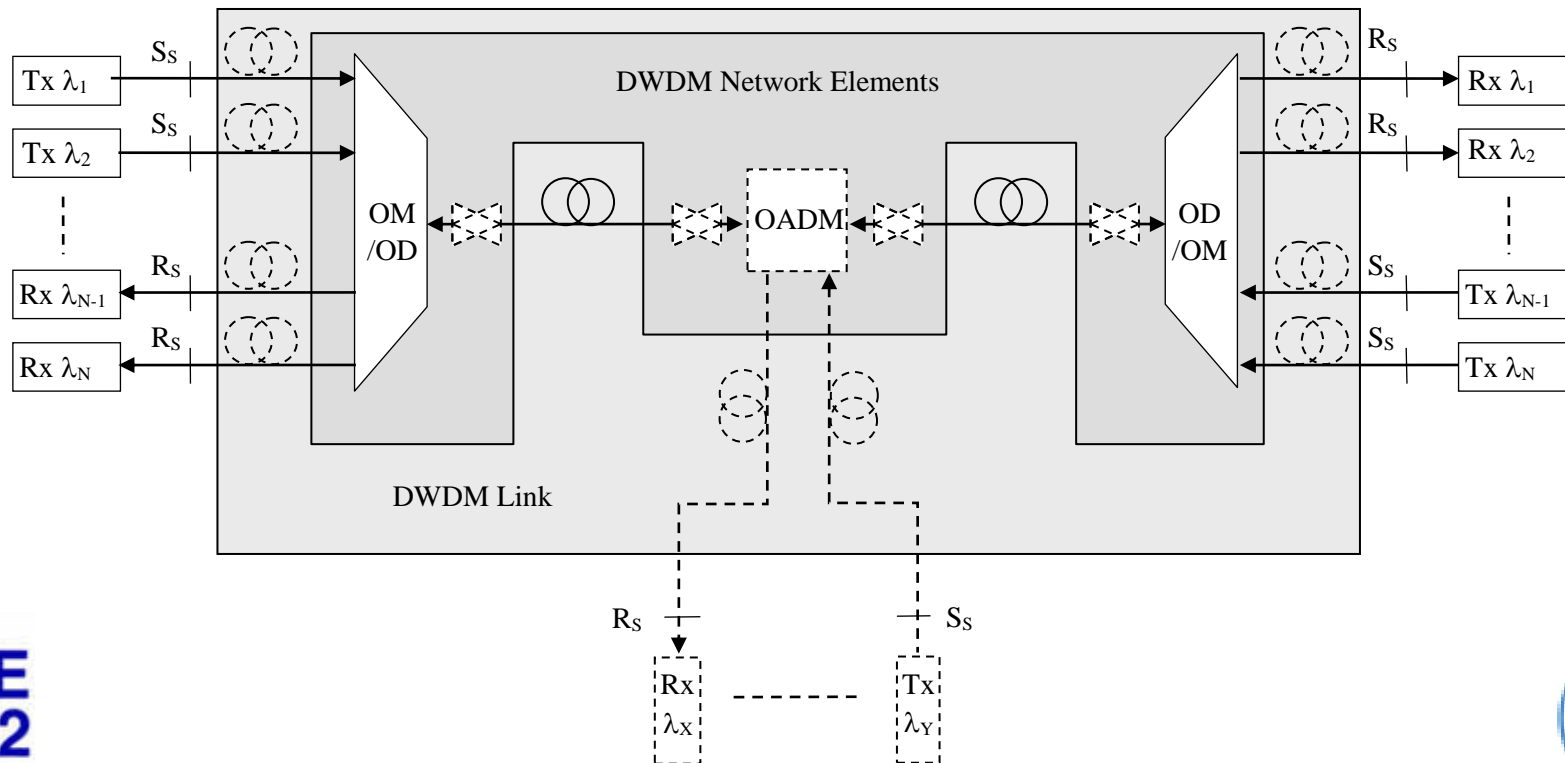 Tx λ1
Tx λ2
Rx λN-1
Rx λN
SS
SS
RS
RS
DWDM Network Elements
OM
/OD
OADM
OD
/OM
DWDM Link
RS
RS
SS
SS
Rx λ1
Rx λ2
Tx λN-1
Tx λN
RS
SS
Rx
λX
Tx
λY
E
2